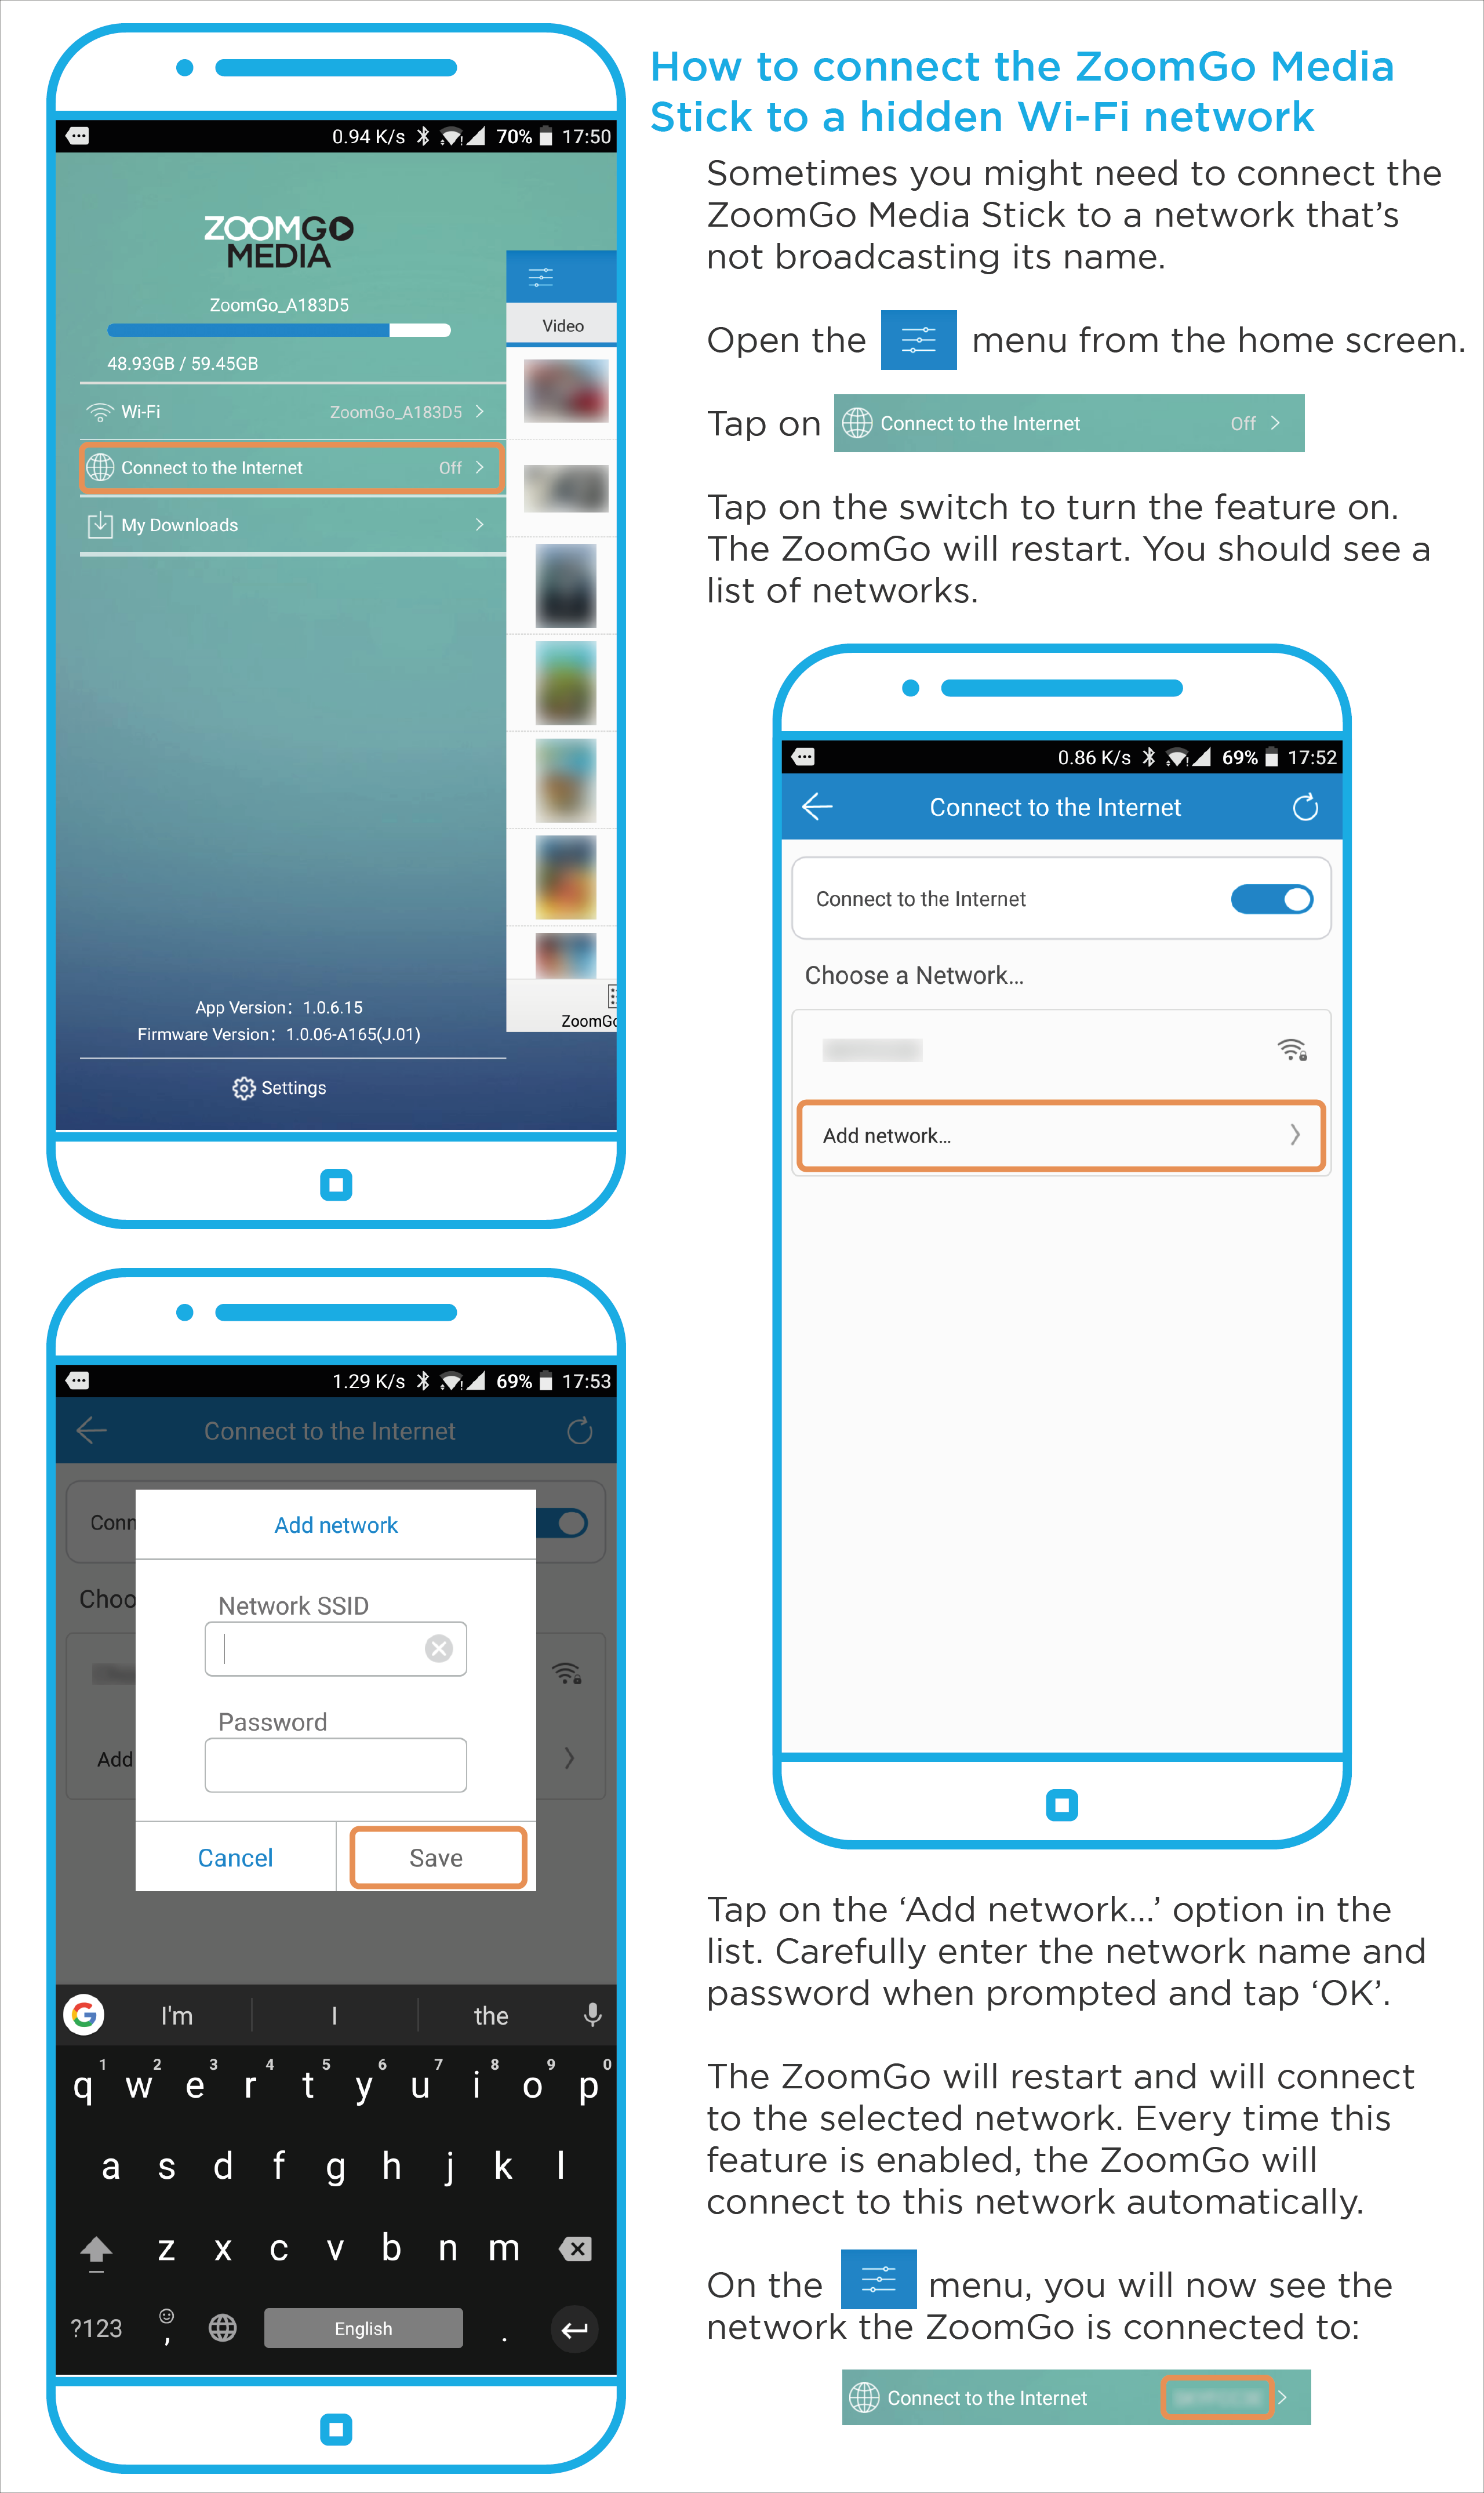 How to connect the ZoomGo Media
Stick to a hidden Wi-Fi network
Sometimes you might need to connect the
ZoomGo Media Stick to a network that's
not broadcasting its name.
Open the menu from the home screen.
Tap on Connect to the Internet Off
Tap on the switch to turn the feature on.
The ZoomGo will restart. You should see a
list of networks.
0.94 K/s 70% 17:50
ZOOMGO
MEDIA
ZoomGo_A183D5
48.93GB / 59.45GB
Wi-Fi ZoomGo_A183D5
Connect to the Internet Off
My Downloads
Video
ZoomGo
App Version: 1.0.6.15
Firmware Version: 1.0.06-A165(J.01)
Settings
0.86 K/s 69% 17:52
Connect to the Internet
Connect to the Internet
Choose a Network...
Add network...
1.29 K/s 69% 17:53
Connect to the Internet
Conn
Choo
Add
Add network
Network SSID
Password
Cancel Save
G I'm I the
1 2 3 4 5 6 7 8 9 0
q w e r t y u i o p
a s d f g h j k l
z x c v b n m
?123 , English .
Tap on the ‘Add network...’ option in the
list. Carefully enter the network name and
password when prompted and tap ‘OK’.
The ZoomGo will restart and will connect
to the selected network. Every time this
feature is enabled, the ZoomGo will
connect to this network automatically.
On the menu, you will now see the
network the ZoomGo is connected to:
Connect to the Internet